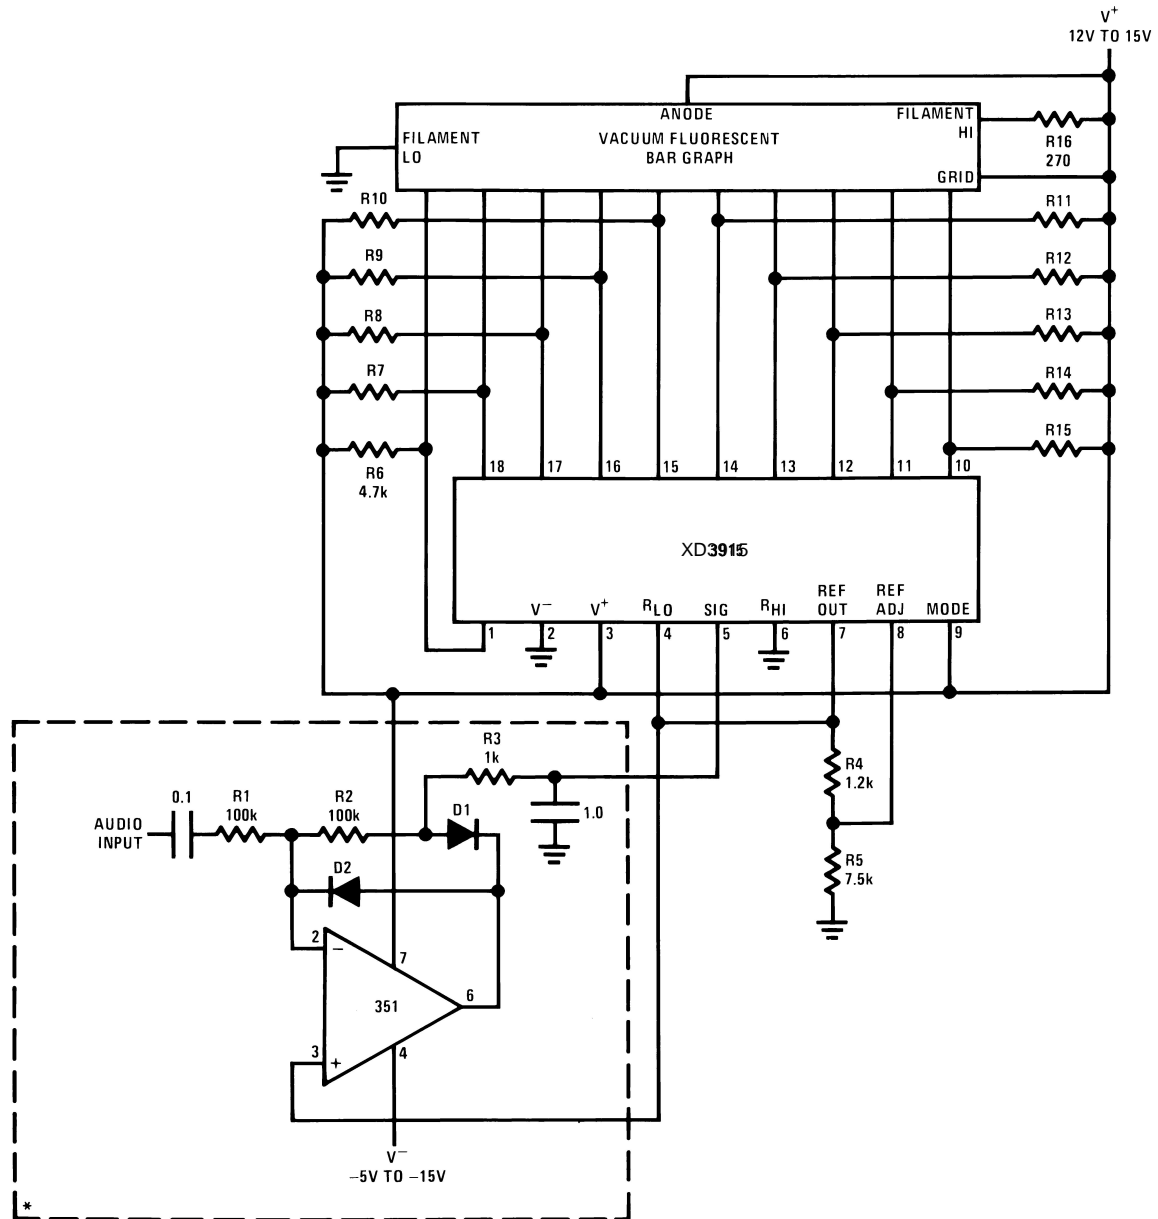 V+
12V TO 15V
ANODE
FILAMENT
HI
FILAMENT
LO
VACUUM FLUORESCENT
BAR GRAPH
R16
270
GRID
R10
R11
R9
R12
R8
R13
R7
R14
R6
4.7k
R15
18
17
16
15
14
13
12
11
10
XD3915
V−
V+
RLO
SIG
RHI
REF
OUT
REF
ADJ
MODE
1
2
3
4
5
6
7
8
9
R3
1k
R4
1.2k
0.1
R1
100k
R2
100k
D1
1.0
AUDIO
INPUT
D2
R5
7.5k
2
−
7
351
6
3
+
4
V−
−5V TO −15V
*